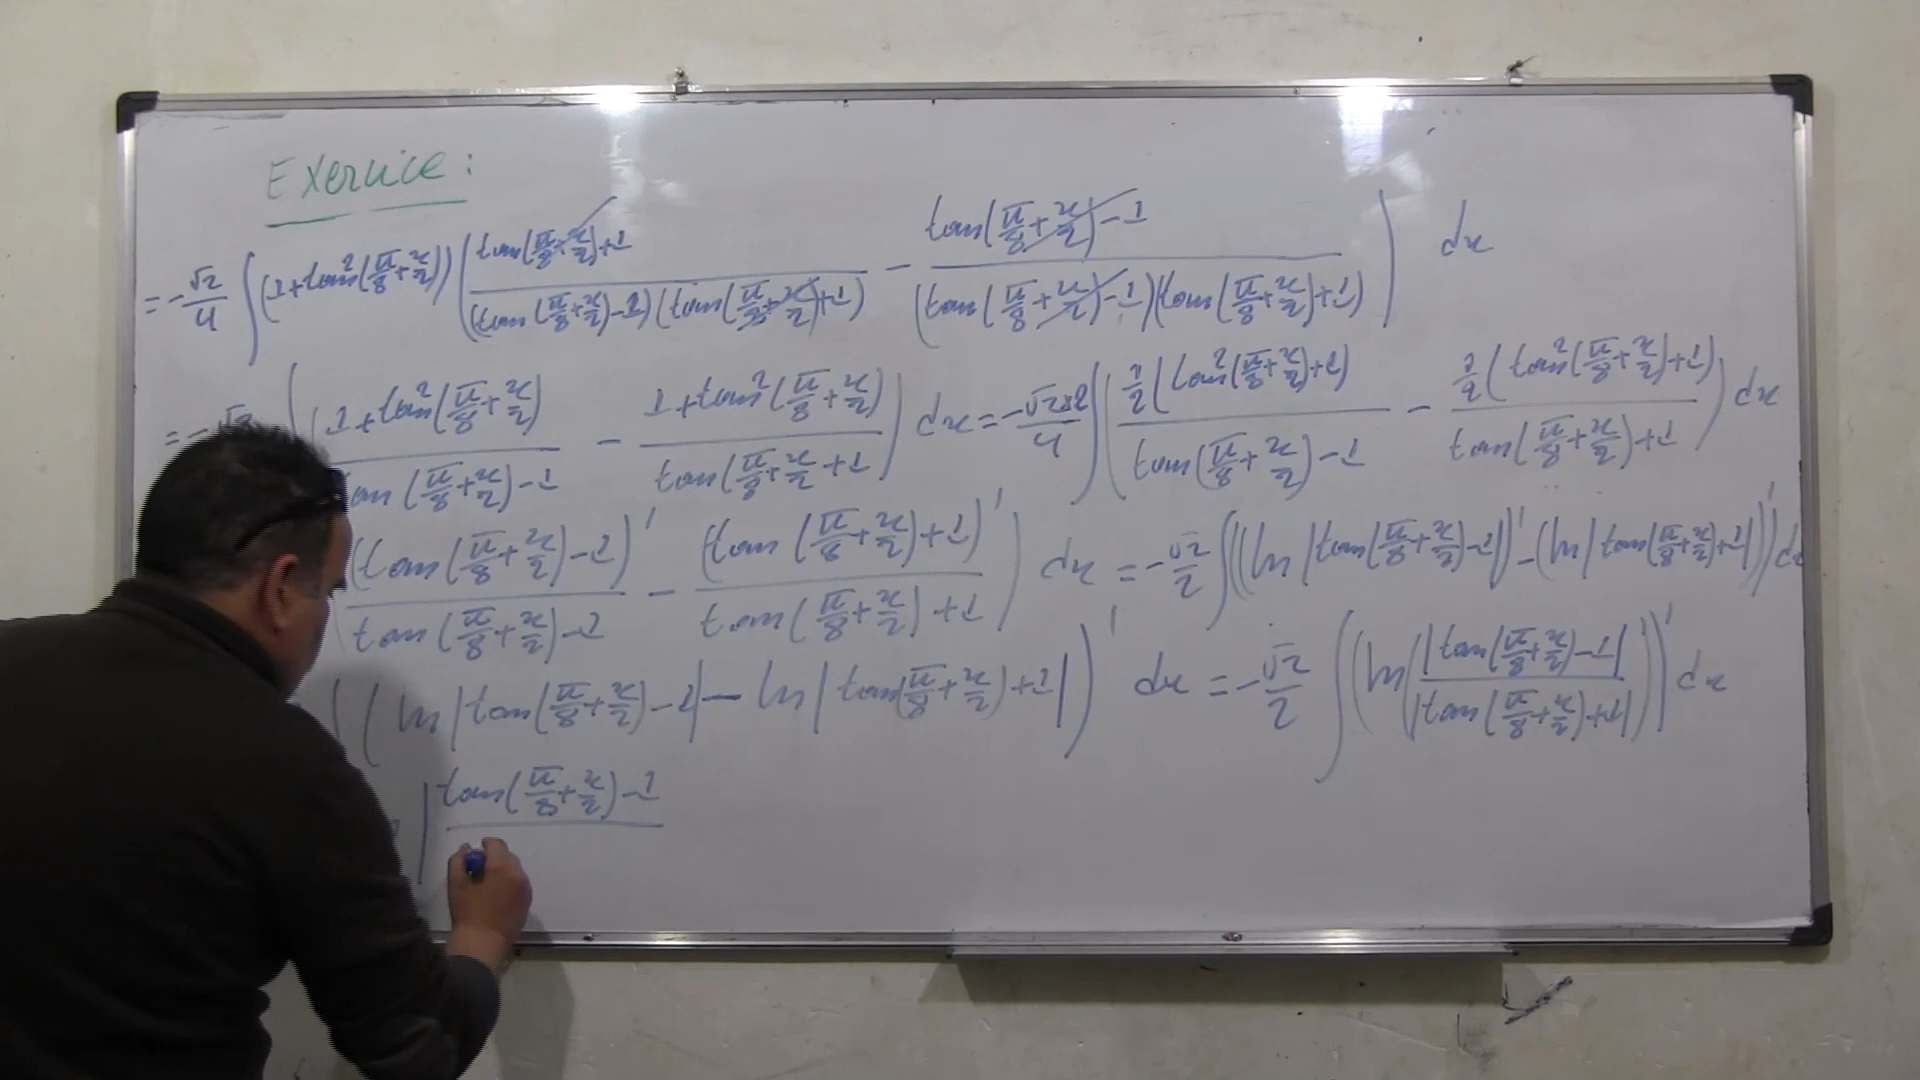 Exercice:
= -√2/4 ∫ (1+tan²(π/8+x/2)) ( (tan(π/8+x/2)+1)/((tan(π/8+x/2)-1)(tan(π/8+x/2)+1)) - (tan(π/8+x/2)-1)/((tan(π/8+x/2)-1)(tan(π/8+x/2)+1)) ) dx
= -√2 ( (1+tan²(π/8+x/2))/(tan(π/8+x/2)-1) - (1+tan²(π/8+x/2))/(tan(π/8+x/2+1) ) dx = -√2×2/4 ∫ ( 1/2(tan²(π/8+x/2)+1)/(tan(π/8+x/2)-1) - 1/2(tan²(π/8+x/2)+1)/(tan(π/8+x/2)+1) ) dx
( (tan(π/8+x/2)-1)'/(tan(π/8+x/2)-1) - (tan(π/8+x/2)+1)'/(tan(π/8+x/2)+1) ) dx = -√2/2 ∫ ((ln|tan(π/8+x/2)-1|)' - (ln|tan(π/8+x/2)+1|)') dx
∫ (ln|tan(π/8+x/2)-1| - ln|tan(π/8+x/2)+1|)' dx = -√2/2 ∫ (ln(|tan(π/8+x/2)-1|/|tan(π/8+x/2)+1|))' dx
| tan(π/8+x/2)-1